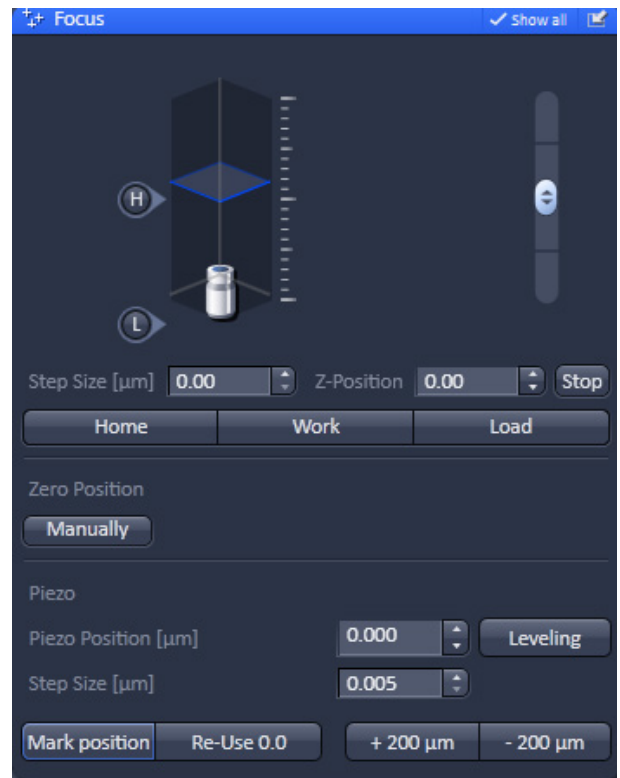 Focus Show all
H
L
Step Size [µm] 0.00 Z-Position 0.00 Stop
Home Work Load
Zero Position
Manually
Piezo
Piezo Position [µm] 0.000 Leveling
Step Size [µm] 0.005
Mark position Re-Use 0.0 + 200 µm - 200 µm